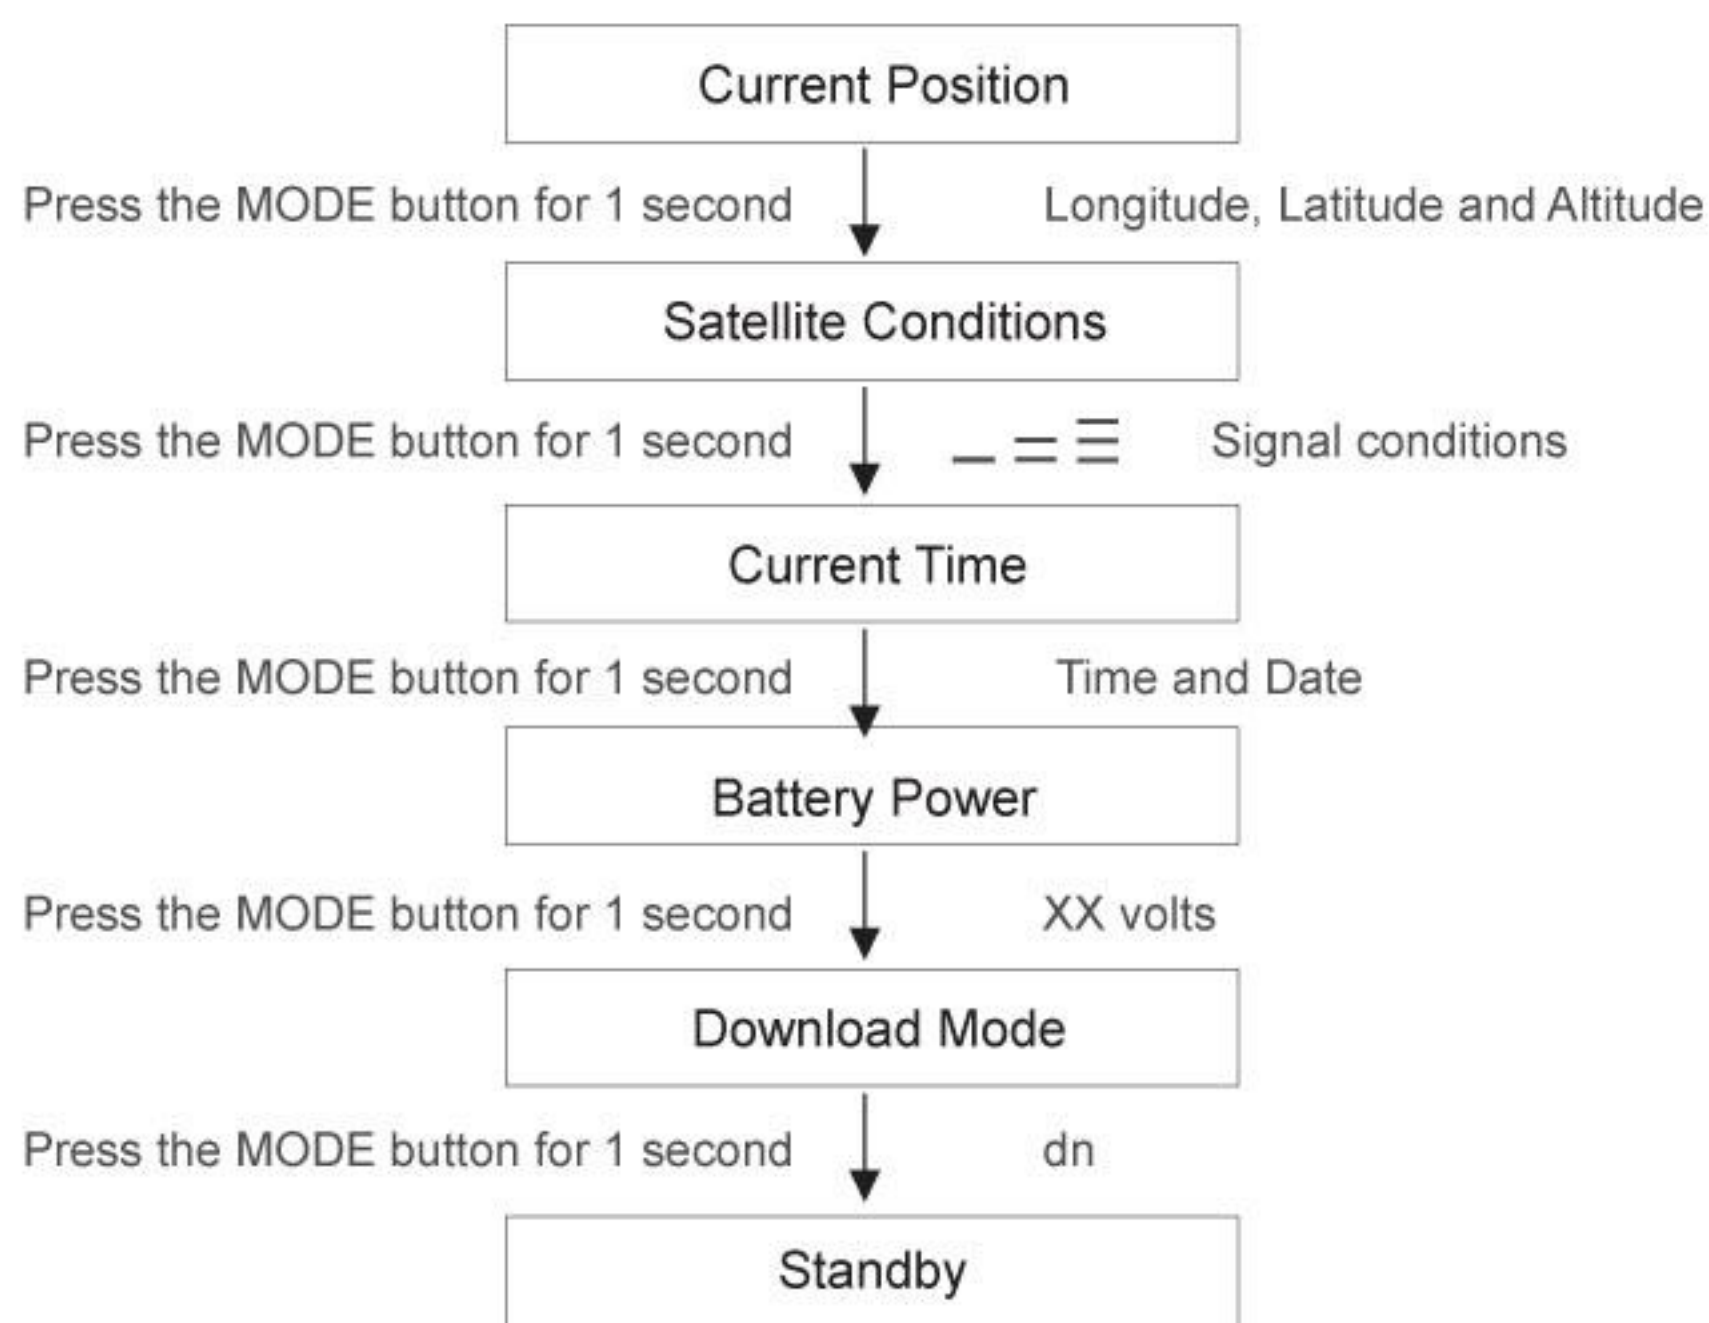 Current Position
Press the MODE button for 1 second Longitude, Latitude and Altitude
Satellite Conditions
Press the MODE button for 1 second Signal conditions
Current Time
Press the MODE button for 1 second Time and Date
Battery Power
Press the MODE button for 1 second XX volts
Download Mode
Press the MODE button for 1 second dn
Standby